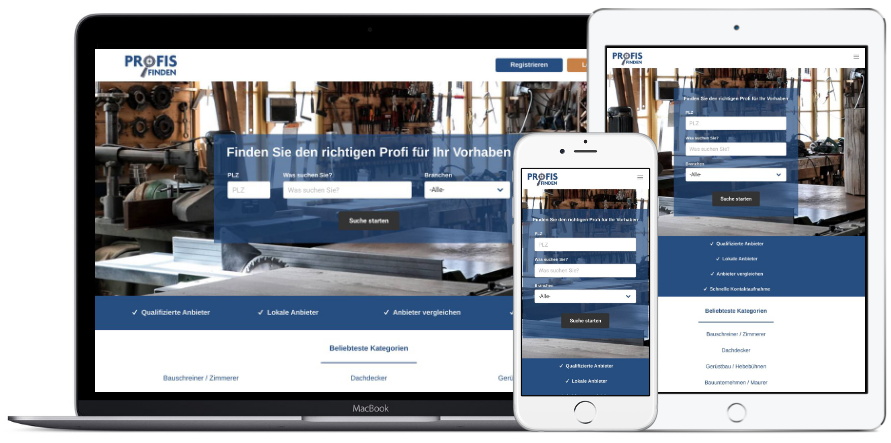 PROFIS
FINDEN
Registrieren
Finden Sie den richtigen Profi für Ihr Vorhaben
PLZ
Was suchen Sie?
Branchen
PLZ
Was suchen Sie?
-Alle-
Suche starten
✓ Qualifizierte Anbieter
✓ Lokale Anbieter
✓ Anbieter vergleichen
✓
Beliebteste Kategorien
Bauschreiner / Zimmerer
Dachdecker
Gerüs
MacBook
PROFIS
FINDEN
Finden Sie den richtigen Profi für Ihr Vorhaben
PLZ
PLZ
Was suchen Sie?
Was suchen Sie?
Branchen
-Alle-
Suche starten
✓ Qualifizierte Anbieter
✓ Lokale Anbieter
PROFIS
FINDEN
Finden Sie den richtigen Profi für Ihr Vorhaben
PLZ
PLZ
Was suchen Sie?
Was suchen Sie?
Branchen
-Alle-
Suche starten
✓ Qualifizierte Anbieter
✓ Lokale Anbieter
✓ Anbieter vergleichen
✓ Schnelle Kontaktaufnahme
Beliebteste Kategorien
Bauschreiner / Zimmerer
Dachdecker
Gerüstbau / Hebebühnen
Bauunternehmen / Maurer